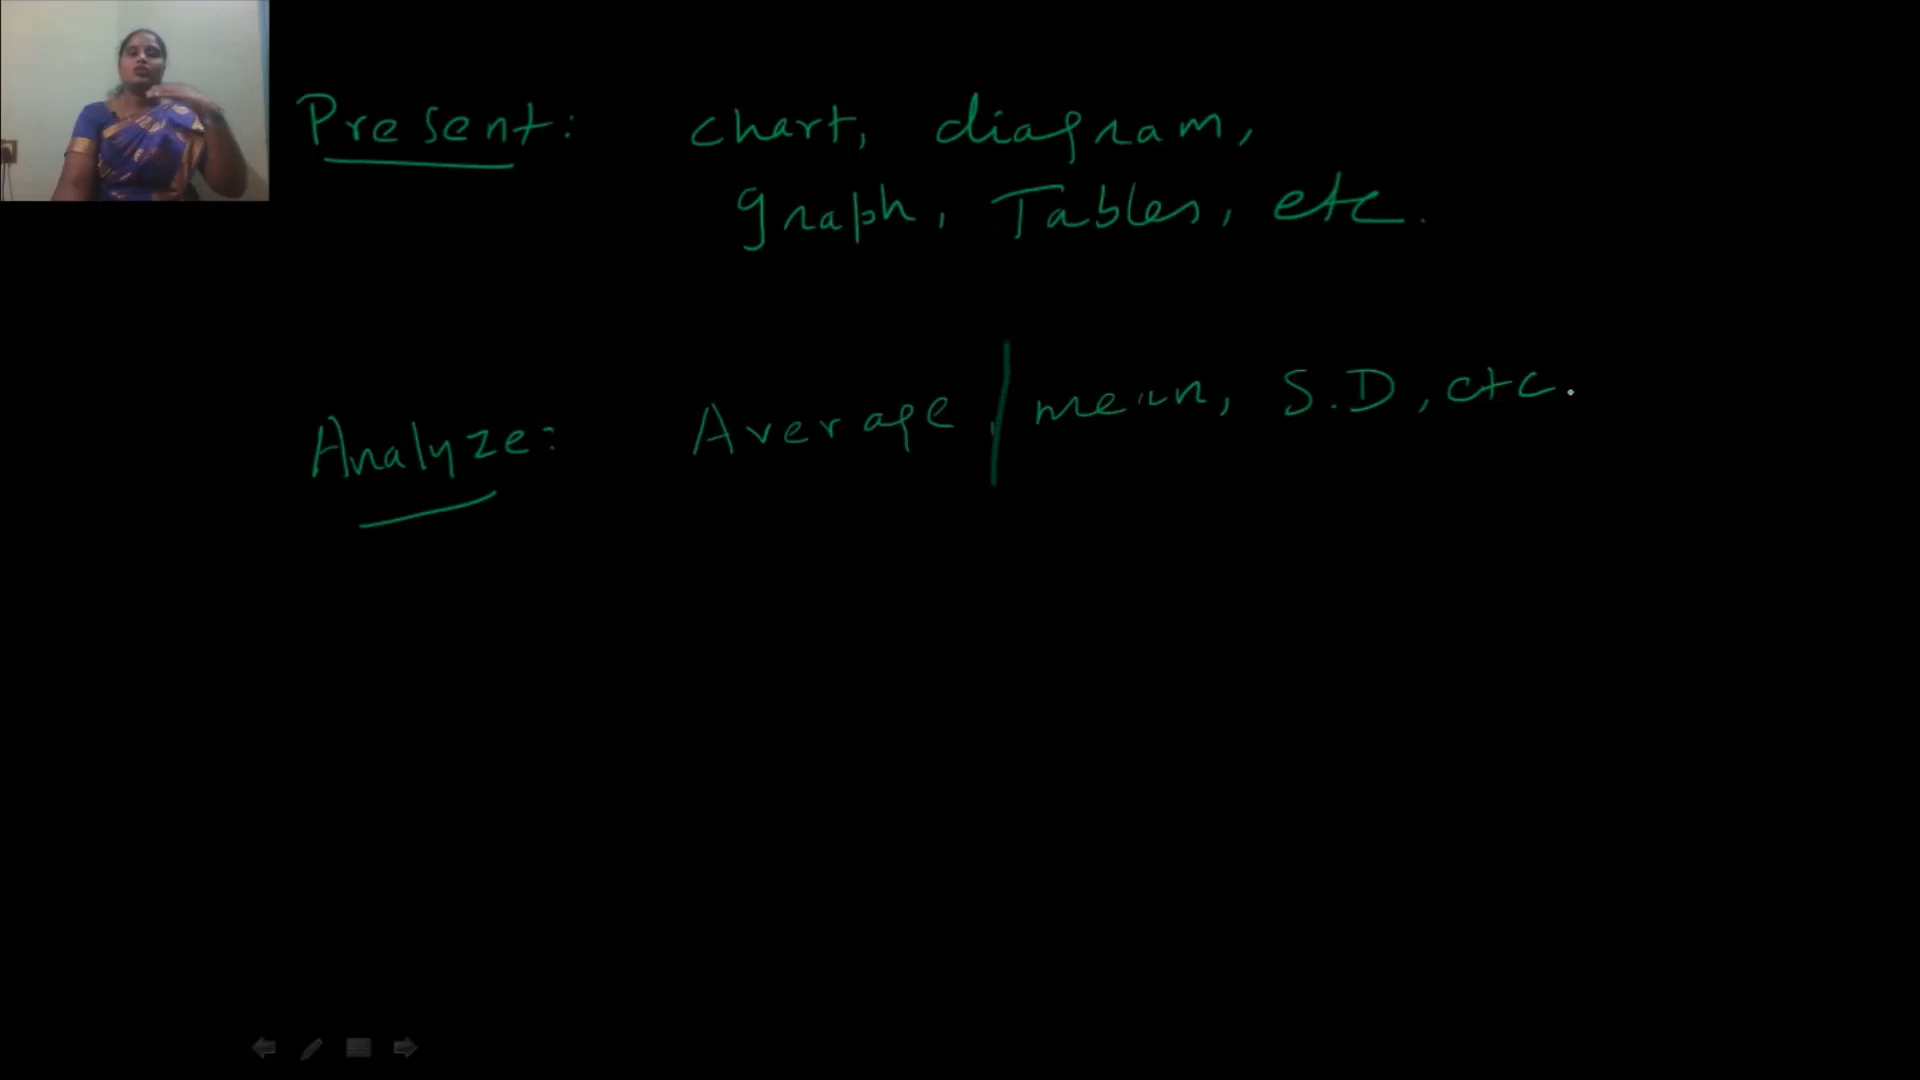 Present: chart, diagram,
graph, Tables, etc.
Analyze: Average / mean, S.D, etc.